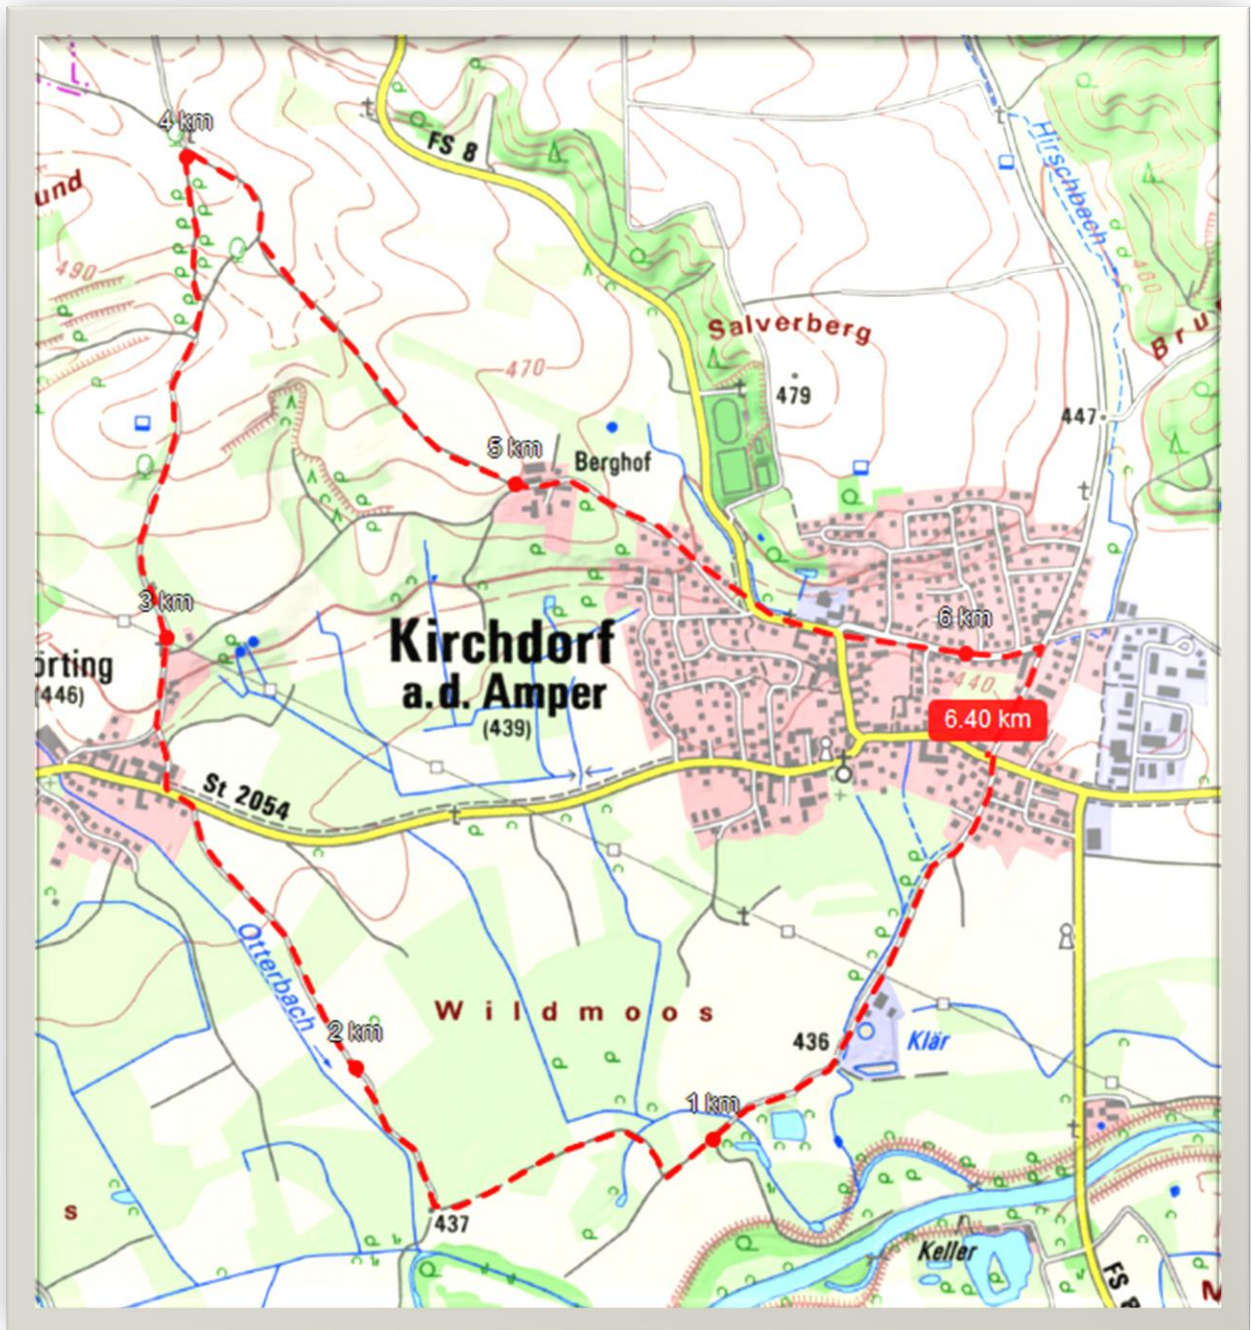 L.
4 km
FS 8
Hirschbach
und
490
460
Salverberg
Bru
470
479
447
5 km
Berghof
3 km
Kirchdorf
a.d. Amper
(439)
6 km
örting
(446)
440
6.40 km
St 2054
Otterbach
Wildmoos
2 km
436
Klär
1 km
s
437
Keller
FS 8
M